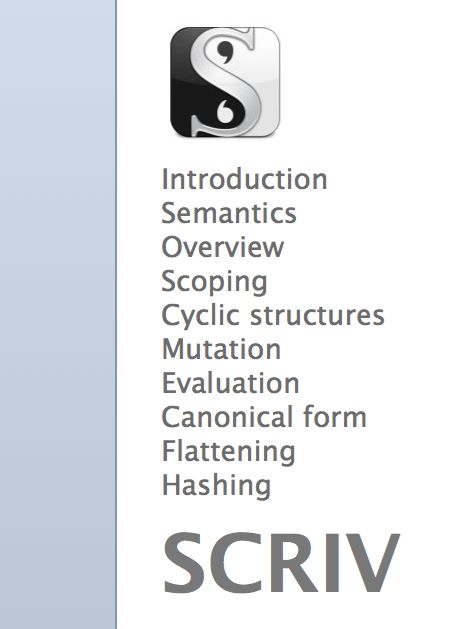 Introduction
Semantics
Overview
Scoping
Cyclic structures
Mutation
Evaluation
Canonical form
Flattening
Hashing
SCRIV